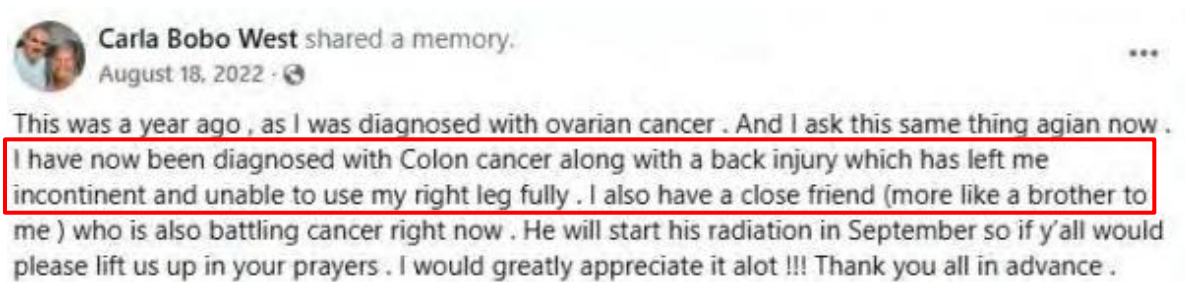 Carla Bobo West shared a memory.
August 18, 2022 ·
This was a year ago , as I was diagnosed with ovarian cancer . And I ask this same thing agian now .
I have now been diagnosed with Colon cancer along with a back injury which has left me
incontinent and unable to use my right leg fully . I also have a close friend (more like a brother to
me ) who is also battling cancer right now . He will start his radiation in September so if y'all would
please lift us up in your prayers . I would greatly appreciate it alot !!! Thank you all in advance .